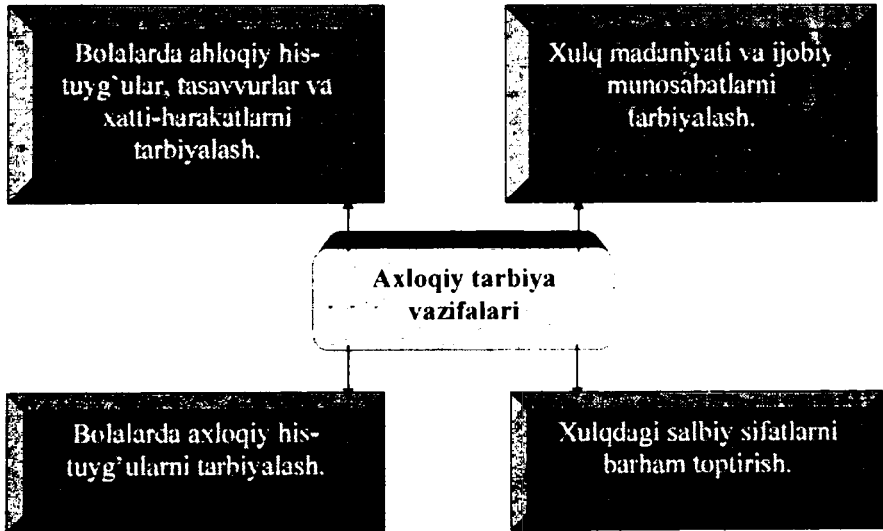 Bolalarda ahloqiy his-
tuyg`ular, tasavvurlar va
xatti-harakatlarni
tarbiyalash.
Xulq madaniyati va ijobiy
munosabatlarni
tarbiyalash.
Axloqiy tarbiya
vazifalari
Bolalarda axloqiy his-
tuyg'ularni tarbiyalash.
Xulqdagi salbiy sifatlarni
barham toptirish.